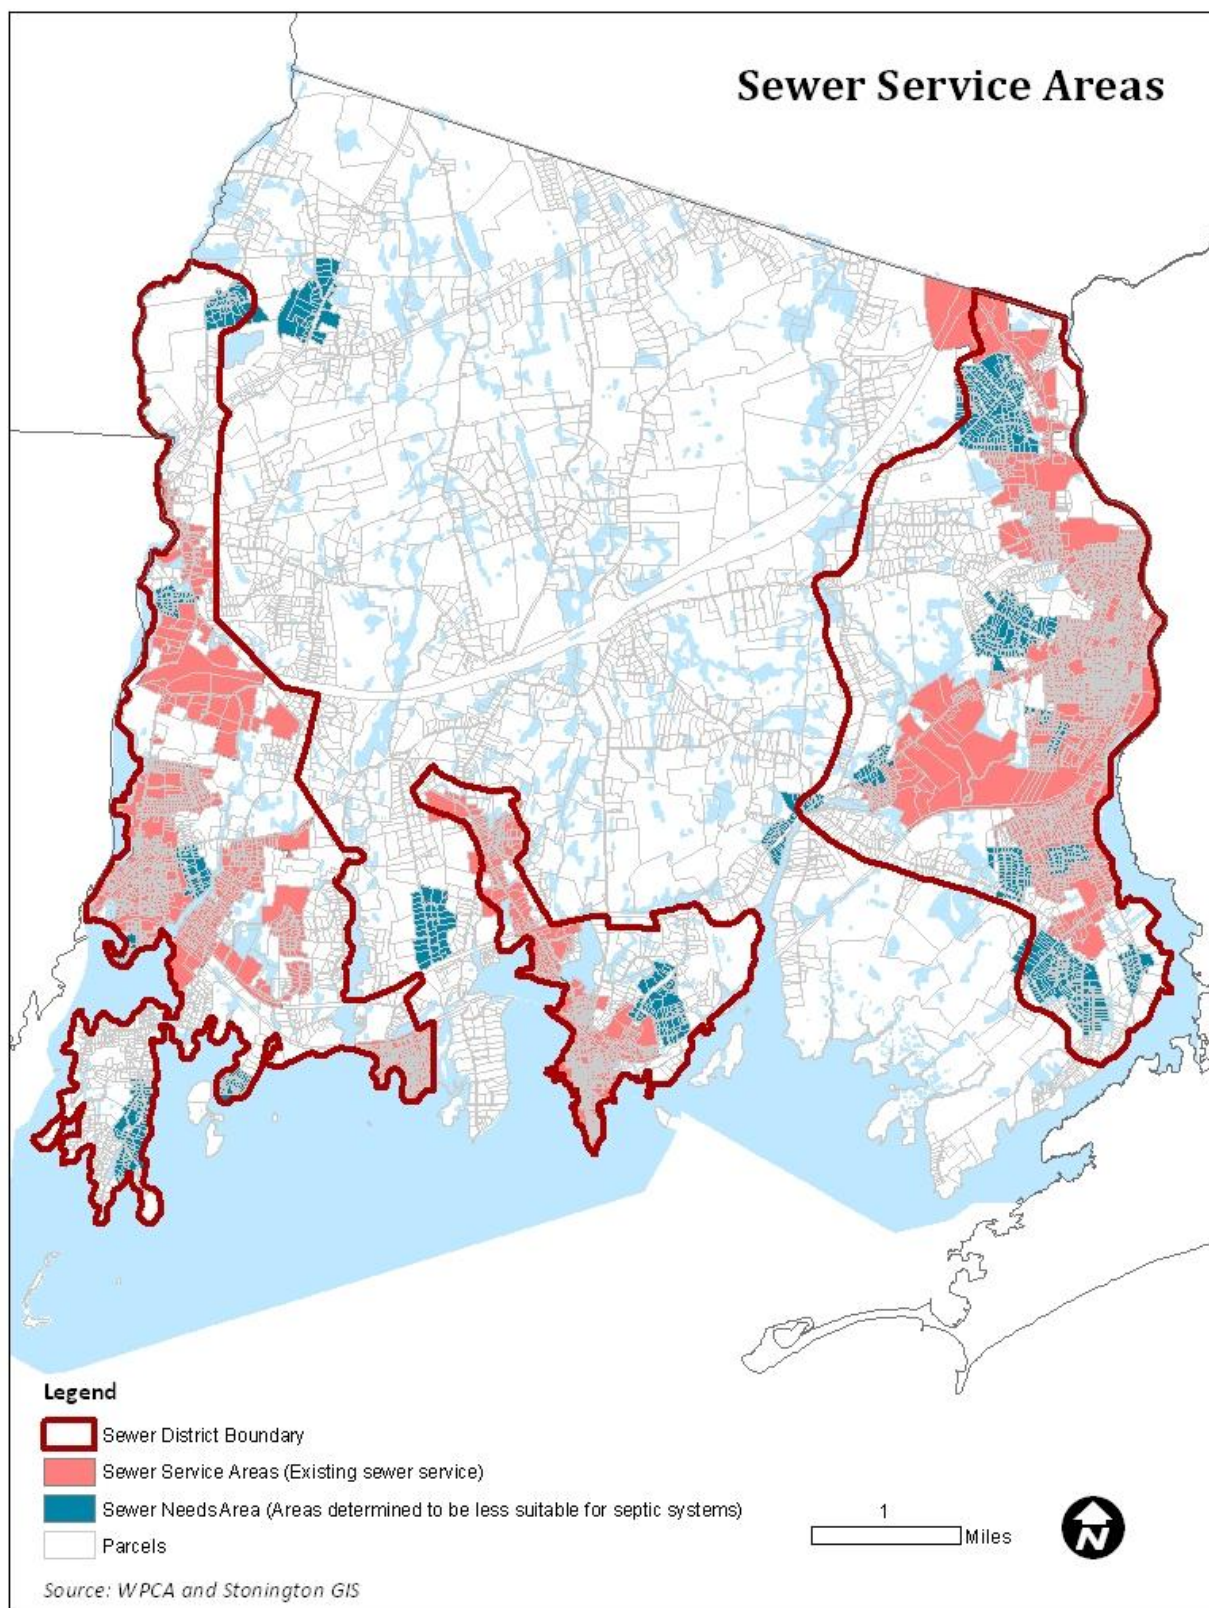 Sewer Service Areas
Legend
Sewer District Boundary
Sewer Service Areas (Existing sewer service)
Sewer Needs Area (Areas determined to be less suitable for septic systems)
Parcels
1
Miles
N
Source: WPCA and Stonington GIS